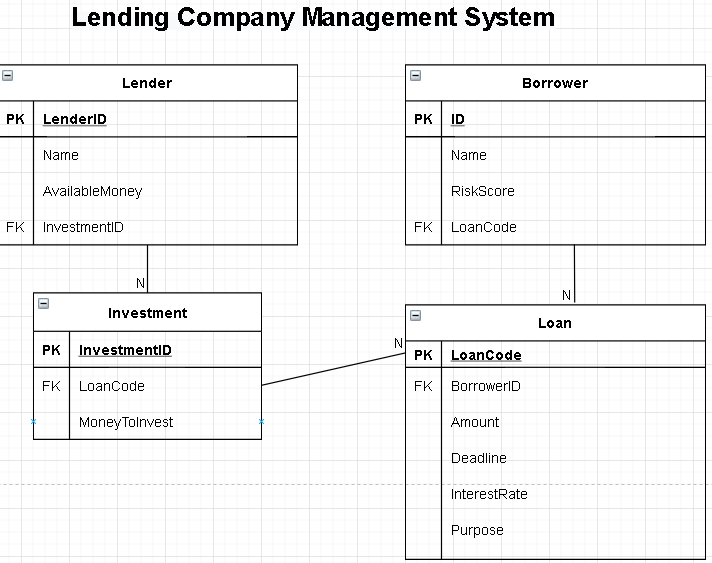 Lending Company Management System
Lender
PK LenderID
Name
AvailableMoney
FK InvestmentID
Borrower
PK ID
Name
RiskScore
FK LoanCode
N
Investment
PK InvestmentID
FK LoanCode
MoneyToInvest
N
N
Loan
PK LoanCode
FK BorrowerID
Amount
Deadline
InterestRate
Purpose